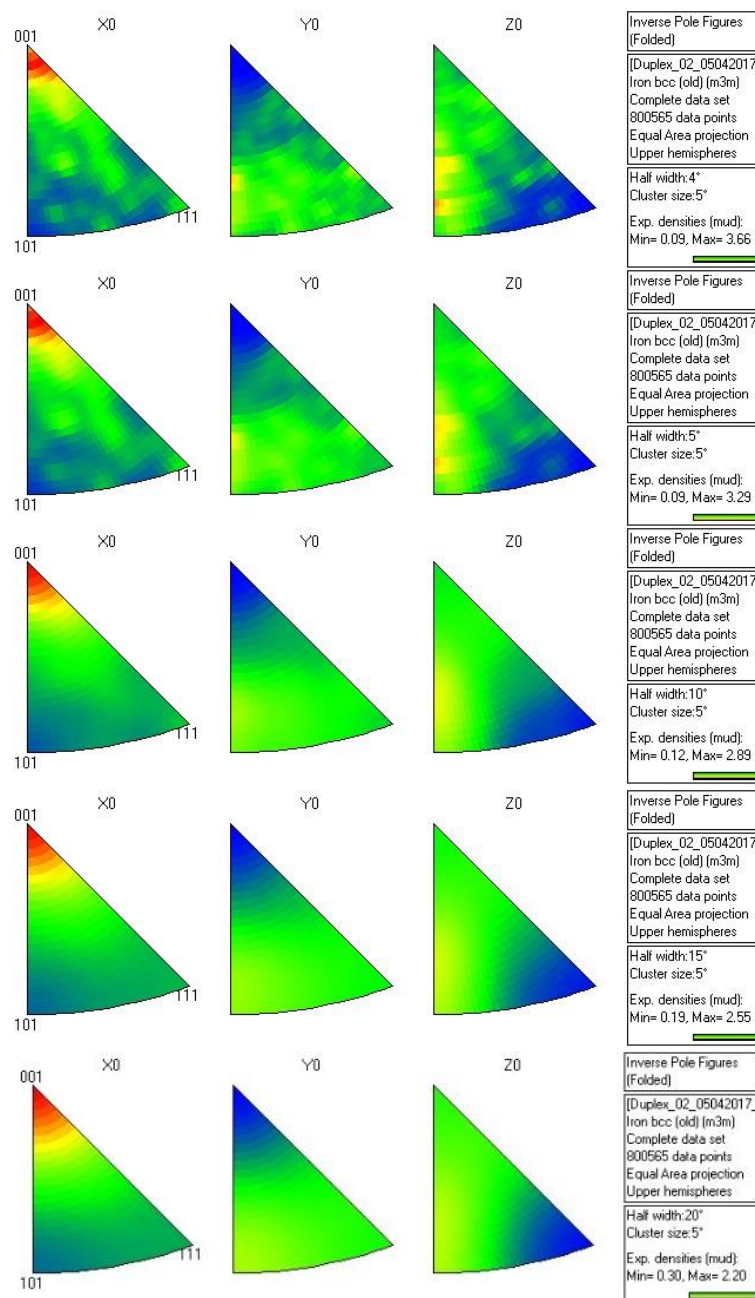 X0 Y0 Z0
001
111
101
Inverse Pole Figures
(Folded)
[Duplex_02_05042017
Iron bcc (old) (m3m)
Complete data set
800565 data points
Equal Area projection
Upper hemispheres
Half width:4°
Cluster size:5°
Exp. densities (mud):
Min= 0.09, Max= 3.66
X0 Y0 Z0
001
111
101
Inverse Pole Figures
(Folded)
[Duplex_02_05042017
Iron bcc (old) (m3m)
Complete data set
800565 data points
Equal Area projection
Upper hemispheres
Half width:5°
Cluster size:5°
Exp. densities (mud):
Min= 0.09, Max= 3.29
X0 Y0 Z0
001
111
101
Inverse Pole Figures
(Folded)
[Duplex_02_05042017
Iron bcc (old) (m3m)
Complete data set
800565 data points
Equal Area projection
Upper hemispheres
Half width:10°
Cluster size:5°
Exp. densities (mud):
Min= 0.12, Max= 2.89
X0 Y0 Z0
001
111
101
Inverse Pole Figures
(Folded)
[Duplex_02_05042017
Iron bcc (old) (m3m)
Complete data set
800565 data points
Equal Area projection
Upper hemispheres
Half width:15°
Cluster size:5°
Exp. densities (mud):
Min= 0.19, Max= 2.55
X0 Y0 Z0
001
111
101
Inverse Pole Figures
(Folded)
[Duplex_02_05042017_
Iron bcc (old) (m3m)
Complete data set
800565 data points
Equal Area projection
Upper hemispheres
Half width:20°
Cluster size:5°
Exp. densities (mud):
Min= 0.30, Max= 2.20